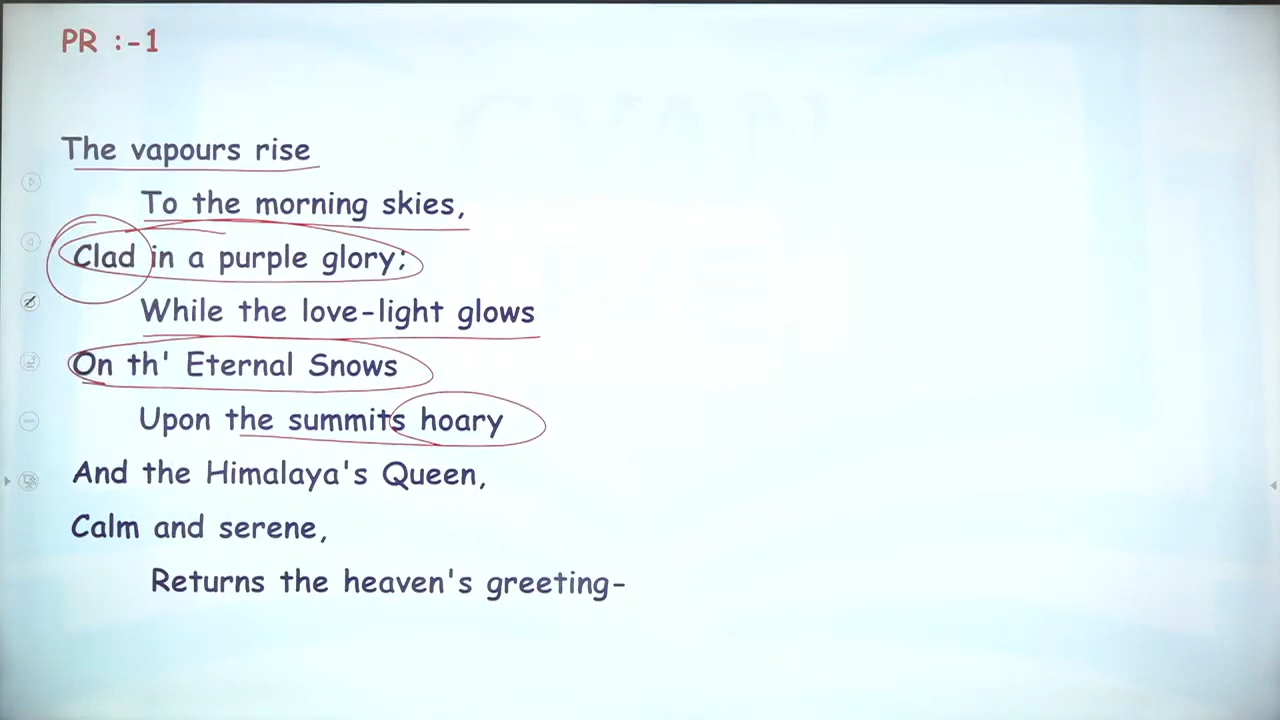 PR :-1
The vapours rise
To the morning skies,
Clad in a purple glory:
While the love-light glows
On th' Eternal Snows
Upon the summits hoary
And the Himalaya's Queen,
Calm and serene,
Returns the heaven's greeting-